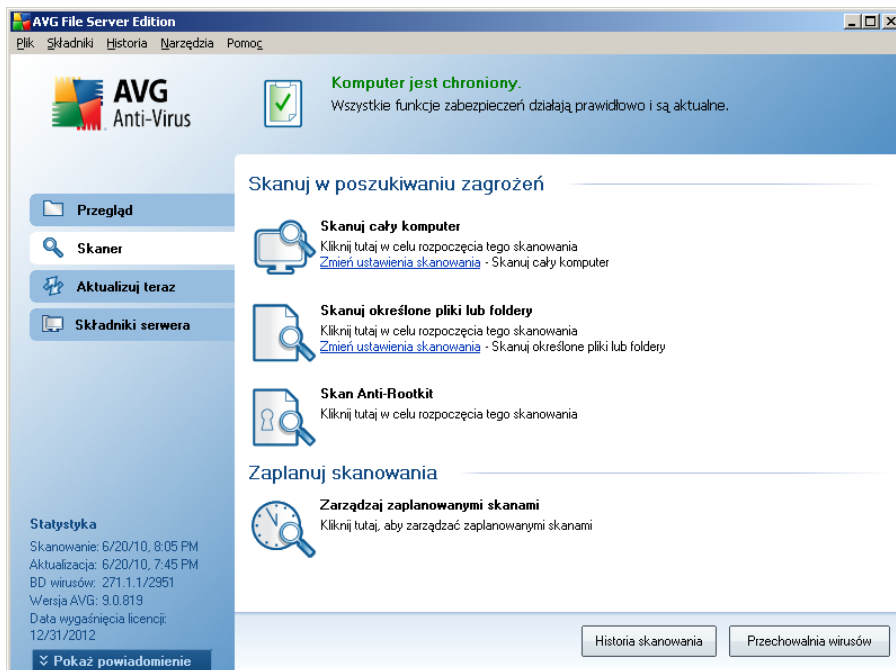 AVG File Server Edition
Plik Składniki Historia Narzędzia Pomoc
AVG
Anti-Virus
Komputer jest chroniony.
Wszystkie funkcje zabezpieczeń działają prawidłowo i są aktualne.
Przegląd
Skaner
Aktualizuj teraz
Składniki serwera
Skanuj w poszukiwaniu zagrożeń
Skanuj cały komputer
Kliknij tutaj w celu rozpoczęcia tego skanowania
Zmień ustawienia skanowania - Skanuj cały komputer
Skanuj określone pliki lub foldery
Kliknij tutaj w celu rozpoczęcia tego skanowania
Zmień ustawienia skanowania - Skanuj określone pliki lub foldery
Skan Anti-Rootkit
Kliknij tutaj w celu rozpoczęcia tego skanowania
Zaplanuj skanowania
Zarządzaj zaplanowanymi skanami
Kliknij tutaj, aby zarządzać zaplanowanymi skanami
Statystyka
Skanowanie: 6/20/10, 8:05 PM
Aktualizacja: 6/20/10, 7:45 PM
BD wirusów: 271.1.1/2951
Wersja AVG: 9.0.819
Data wygaśnięcia licencji:
12/31/2012
Pokaż powiadomienie
Historia skanowania
Przechowalnia wirusów